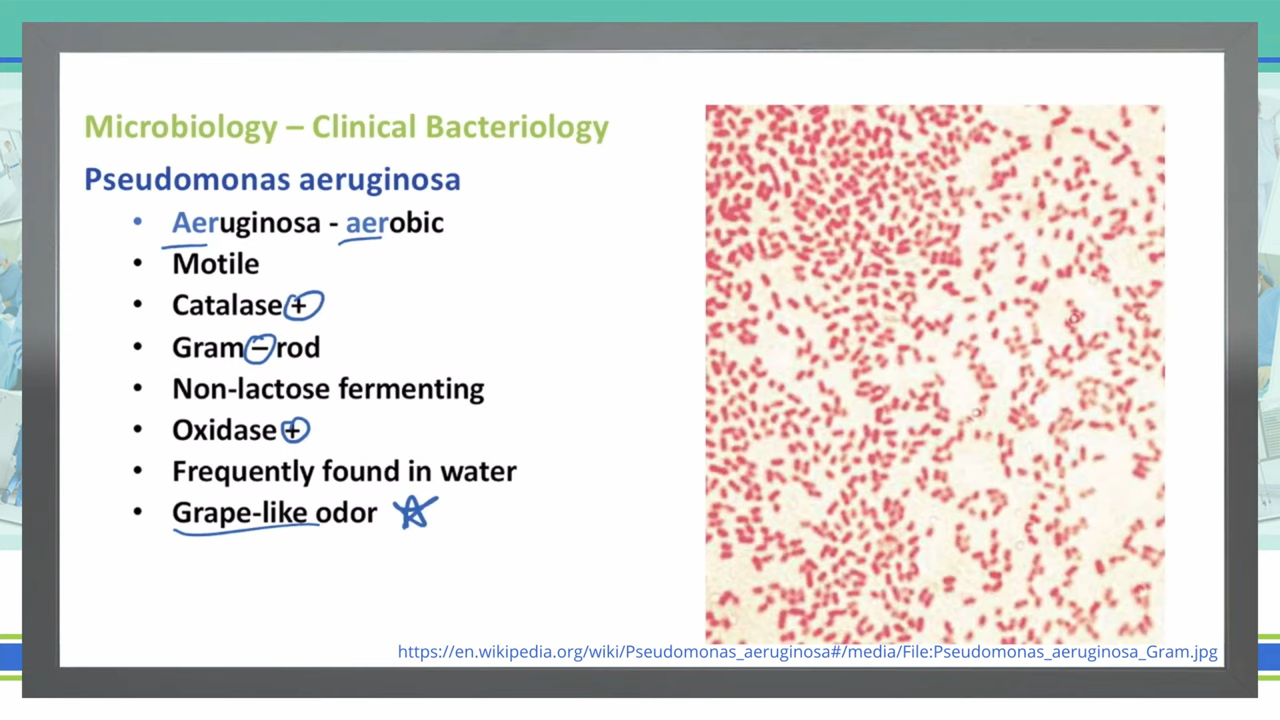 Microbiology – Clinical Bacteriology
Pseudomonas aeruginosa
• Aeruginosa - aerobic
• Motile
• Catalase +
• Gram – rod
• Non-lactose fermenting
• Oxidase +
• Frequently found in water
• Grape-like odor
https://en.wikipedia.org/wiki/Pseudomonas_aeruginosa#/media/File:Pseudomonas_aeruginosa_Gram.jpg